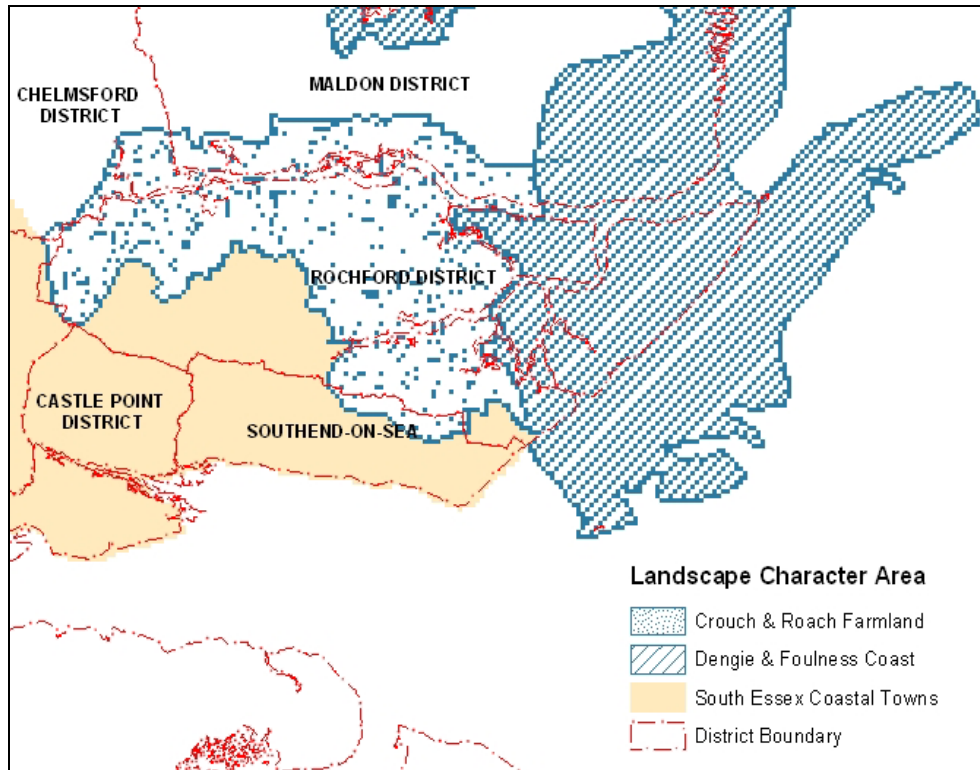 MALDON DISTRICT
CHELMSFORD
DISTRICT
ROCHFORD DISTRICT
CASTLE POINT
DISTRICT
SOUTHEND-ON-SEA
Landscape Character Area
Crouch & Roach Farmland
Dengie & Foulness Coast
South Essex Coastal Towns
District Boundary